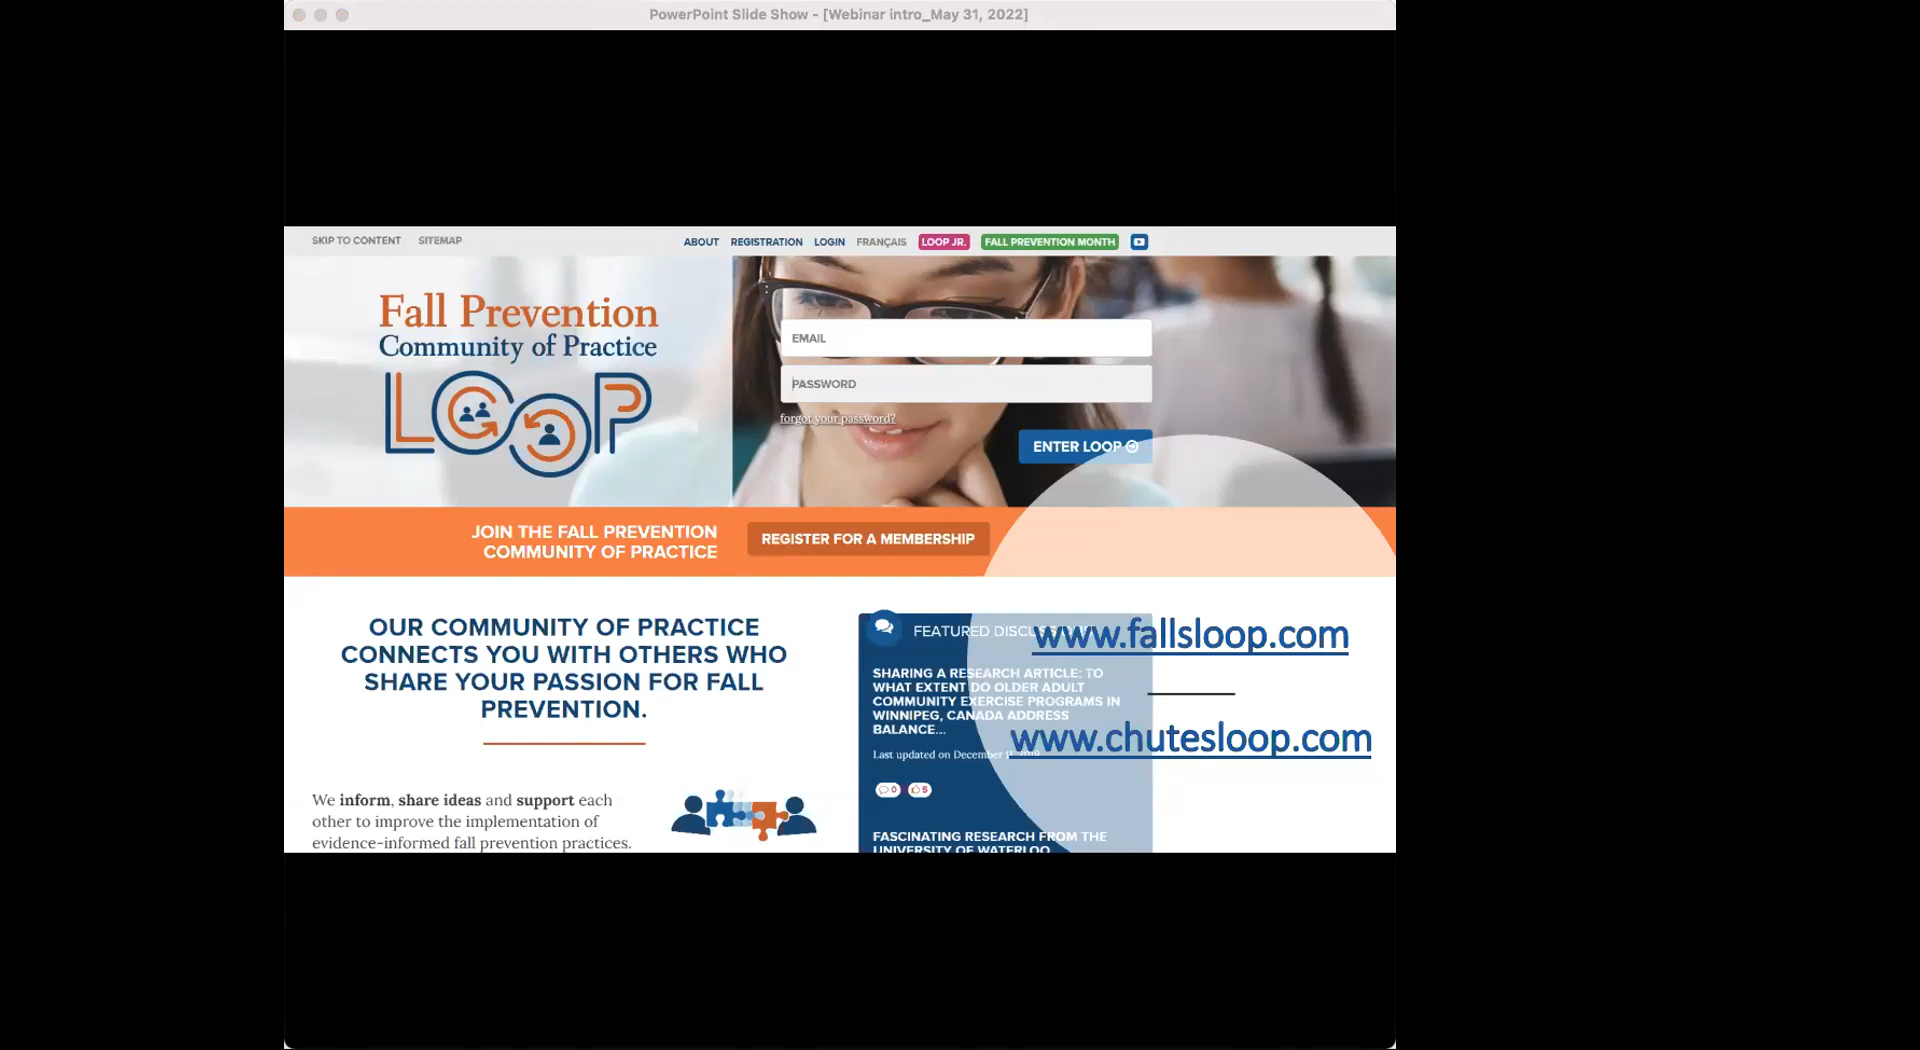 PowerPoint Slide Show - [Webinar intro_May 31, 2022]
SKIP TO CONTENT SITEMAP ABOUT REGISTRATION LOGIN FRANÇAIS LOOP JR. FALL PREVENTION MONTH
Fall Prevention
Community of Practice
LOOP
EMAIL
PASSWORD
forgot your password?
ENTER LOOP
JOIN THE FALL PREVENTION
COMMUNITY OF PRACTICE
REGISTER FOR A MEMBERSHIP
OUR COMMUNITY OF PRACTICE
CONNECTS YOU WITH OTHERS WHO
SHARE YOUR PASSION FOR FALL
PREVENTION.
We inform, share ideas and support each
other to improve the implementation of
evidence-informed fall prevention practices.
FEATURED
SHARING A RESEARCH ARTICLE: TO
WHAT EXTENT DO OLDER ADULT
COMMUNITY EXERCISE PROGRAMS IN
WINNIPEG, CANADA ADDRESS
BALANCE...
Last updated on December
0 5
FASCINATING RESEARCH FROM THE
UNIVERSITY OF WATERLOO
www.fallsloop.com
www.chutesloop.com